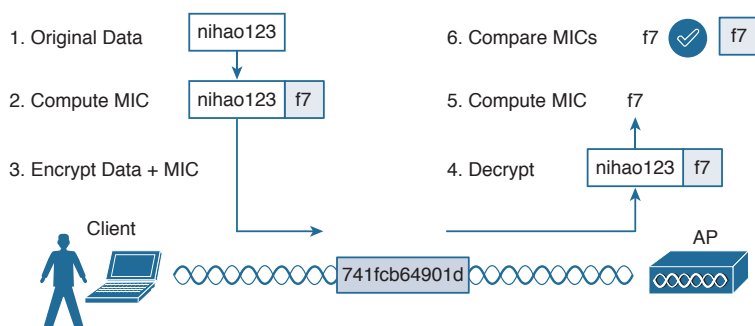 1. Original Data
nihao123
2. Compute MIC
nihao123 f7
3. Encrypt Data + MIC
6. Compare MICs f7 f7
5. Compute MIC f7
4. Decrypt nihao123 f7
Client
741fcb64901d
AP